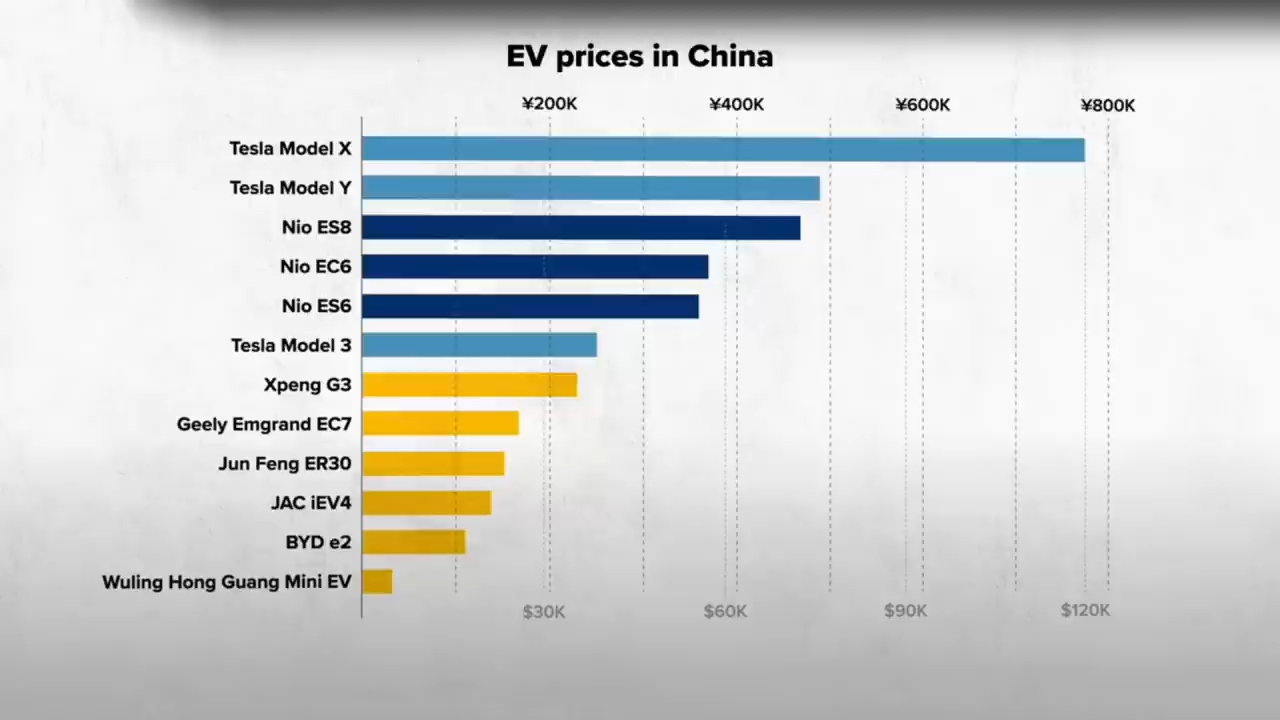 EV prices in China
¥200K ¥400K ¥600K ¥800K
Tesla Model X
Tesla Model Y
Nio ES8
Nio EC6
Nio ES6
Tesla Model 3
Xpeng G3
Geely Emgrand EC7
Jun Feng ER30
JAC iEV4
BYD e2
Wuling Hong Guang Mini EV
$30K $60K $90K $120K